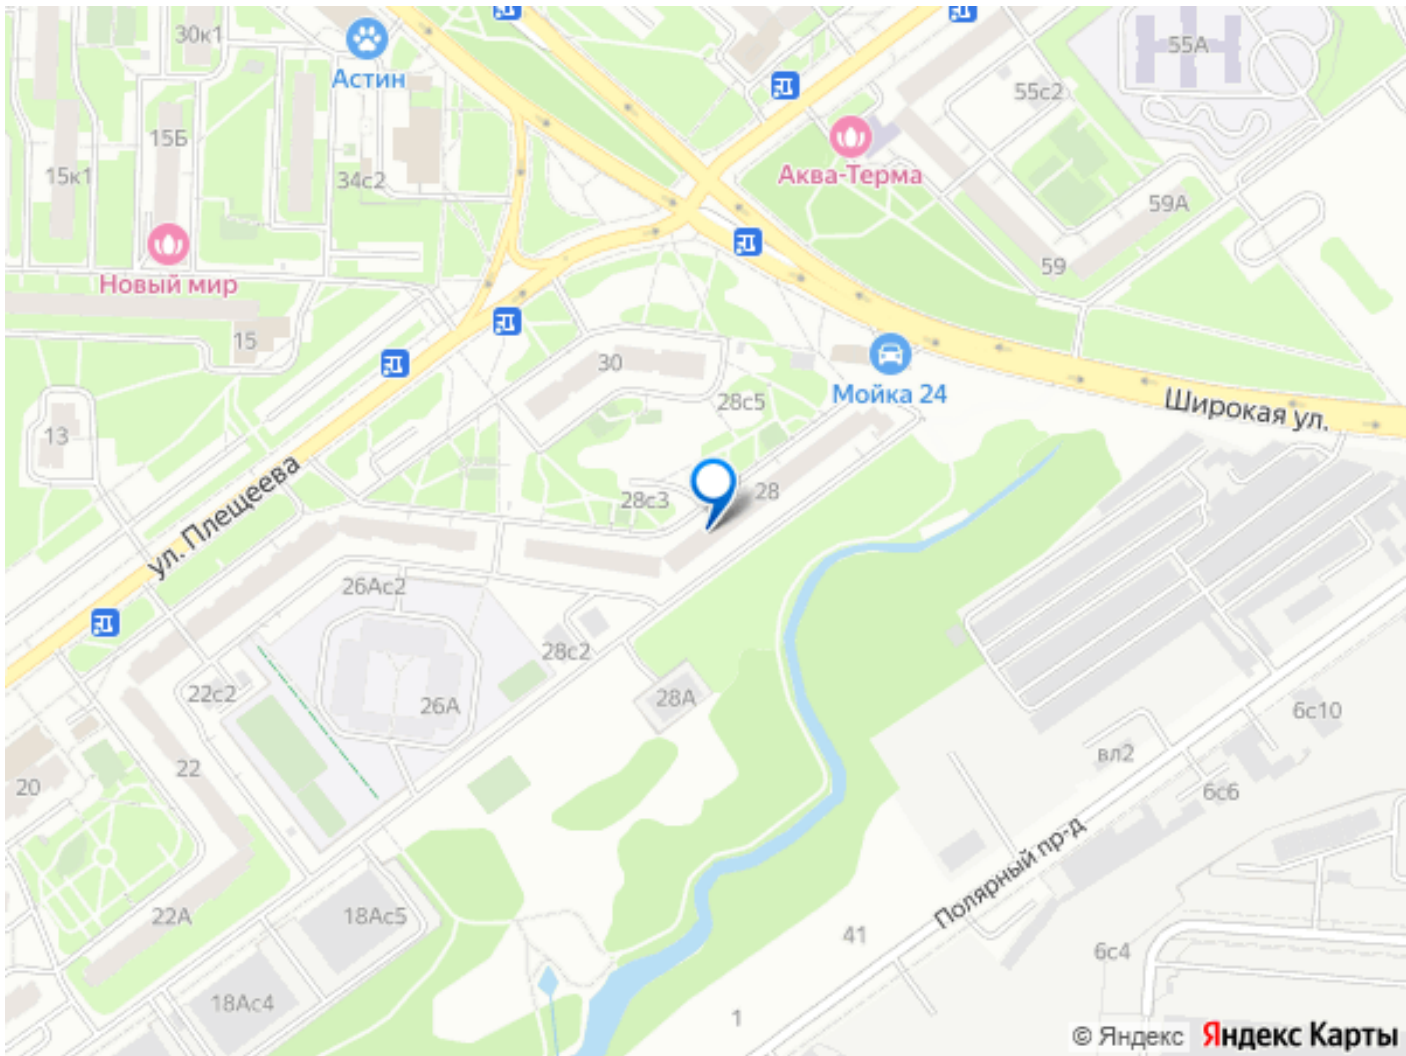 30к1
Астин
55А
55с2
15Б
Аква-Терма
15к1
34с2
59А
Новый мир
59
15
30
Мойка 24
28с5
Широкая ул.
13
28
28с3
ул. Плещеева
26Ас2
28с2
22с2
28А
26А
6с10
22
вл2
20
6с6
Полярный пр-д
22А
18Ас5
41
6с4
18Ас4
1
© Яндекс Яндекс Карты